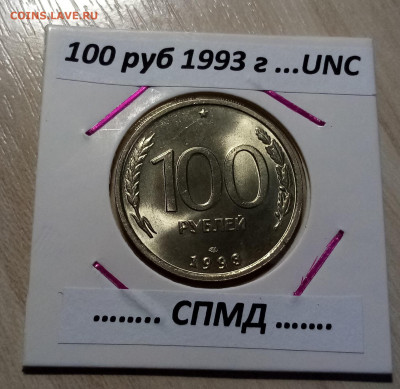 COINS.LAVE.RU
100 руб 1993 г ...UNC
100
РУБЛЕЙ
1993
........ СПМД .......